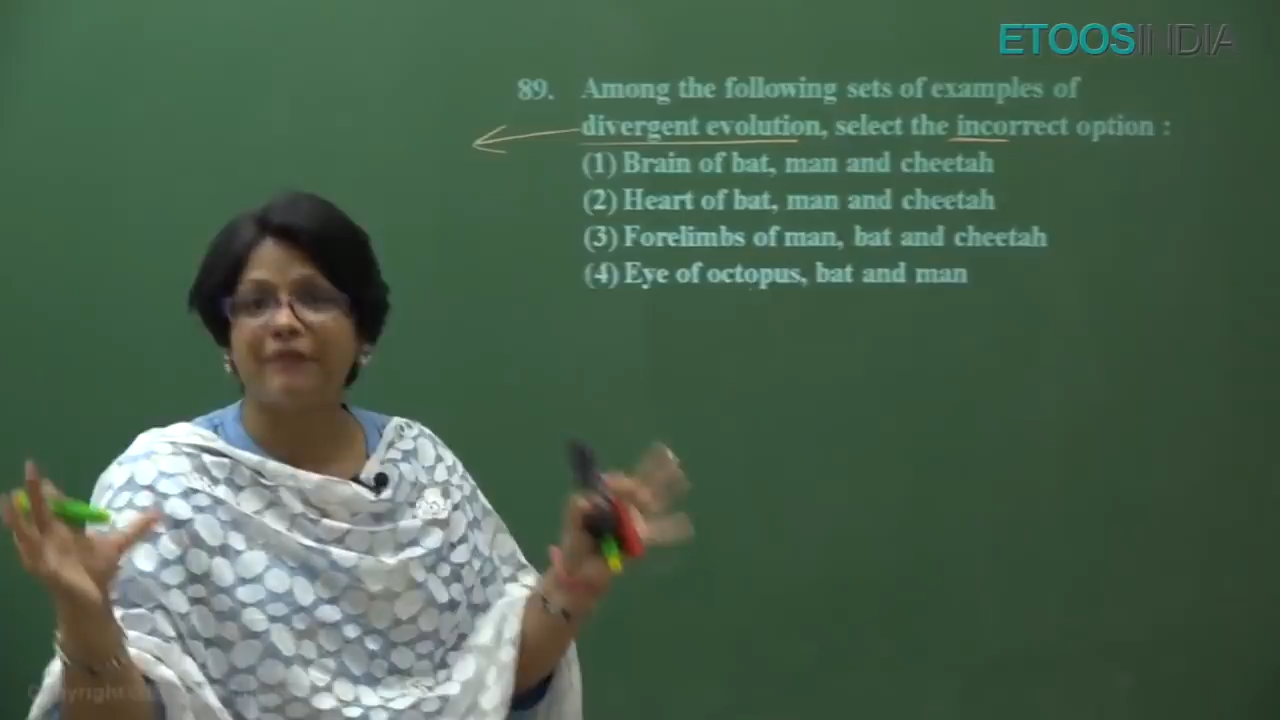 ETOOSINDIA
89. Among the following sets of examples of
divergent evolution, select the incorrect option :
(1) Brain of bat, man and cheetah
(2) Heart of bat, man and cheetah
(3) Forelimbs of man, bat and cheetah
(4) Eye of octopus, bat and man
Copyright